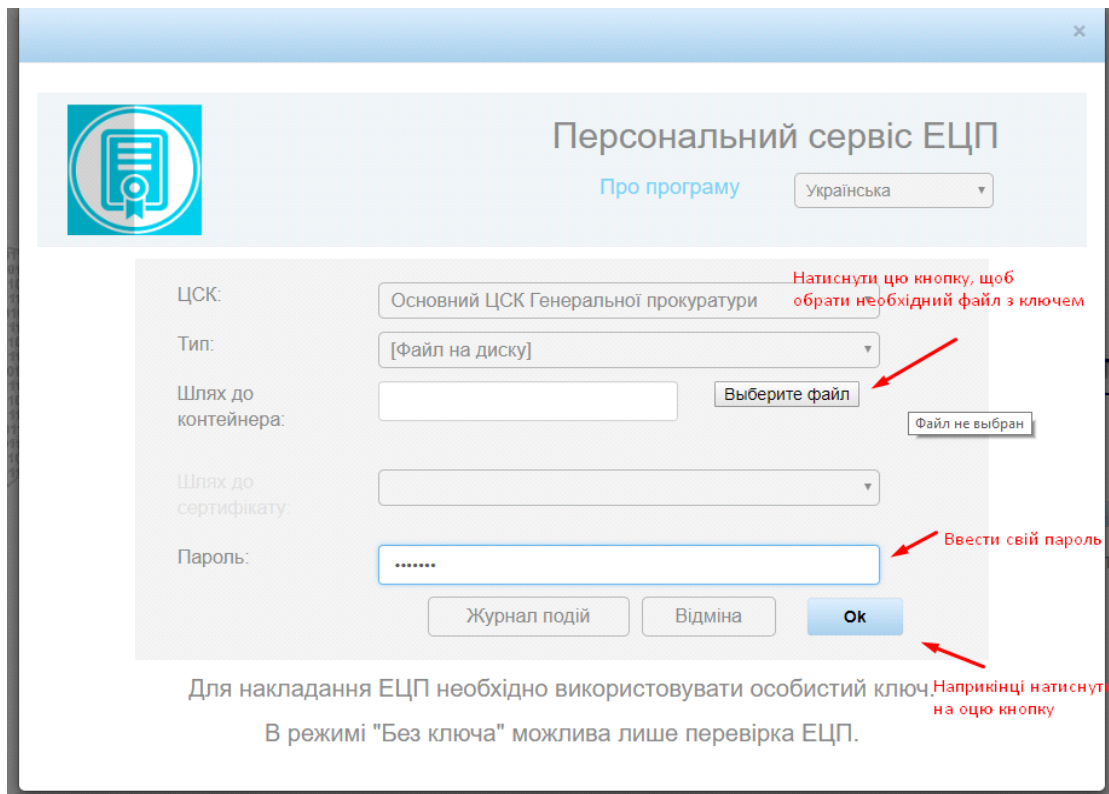 ×
Персональний сервіс ЕЦП
Про програму
Українська
Натиснути цю кнопку, щоб
обрати необхідний файл з ключем
ЦСК:
Основний ЦСК Генеральної прокуратури
Тип:
[Файл на диску]
Шлях до
контейнера:
Выберите файл
Файл не выбран
Шлях до
сертифікату:
Ввести свій пароль
Пароль:
•••••••
Журнал подій
Відміна
Ok
Для накладання ЕЦП необхідно використовувати особистий ключ.
Наприкінці натиснут
на оцю кнопку
В режимі "Без ключа" можлива лише перевірка ЕЦП.